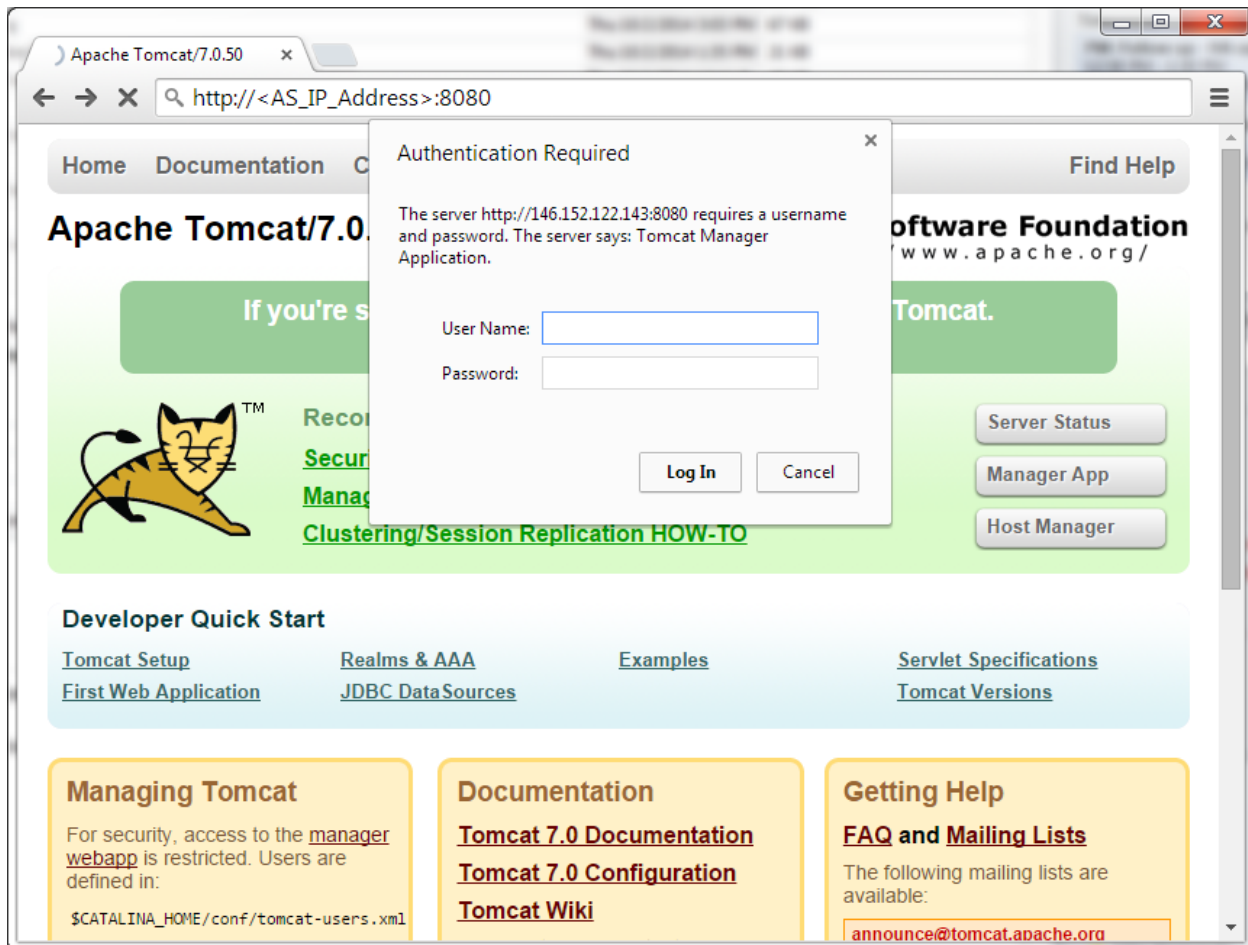 Apache Tomcat/7.0.50
http://<AS_IP_Address>:8080
Home Documentation C
Find Help
Authentication Required
The server http://146.152.122.143:8080 requires a username
and password. The server says: Tomcat Manager
Application.
User Name:
Password:
Log In Cancel
Apache Tomcat/7.0.
oftware Foundation
www.apache.org/
If you're s
Tomcat.
TM
Recor
Securi
Manag
Clustering/Session Replication HOW-TO
Server Status
Manager App
Host Manager
Developer Quick Start
Tomcat Setup
Realms & AAA
Examples
Servlet Specifications
First Web Application
JDBC DataSources
Tomcat Versions
Managing Tomcat
For security, access to the manager
webapp is restricted. Users are
defined in:
$CATALINA_HOME/conf/tomcat-users.xml
Documentation
Tomcat 7.0 Documentation
Tomcat 7.0 Configuration
Tomcat Wiki
Getting Help
FAQ and Mailing Lists
The following mailing lists are
available:
announce@tomcat.apache.org